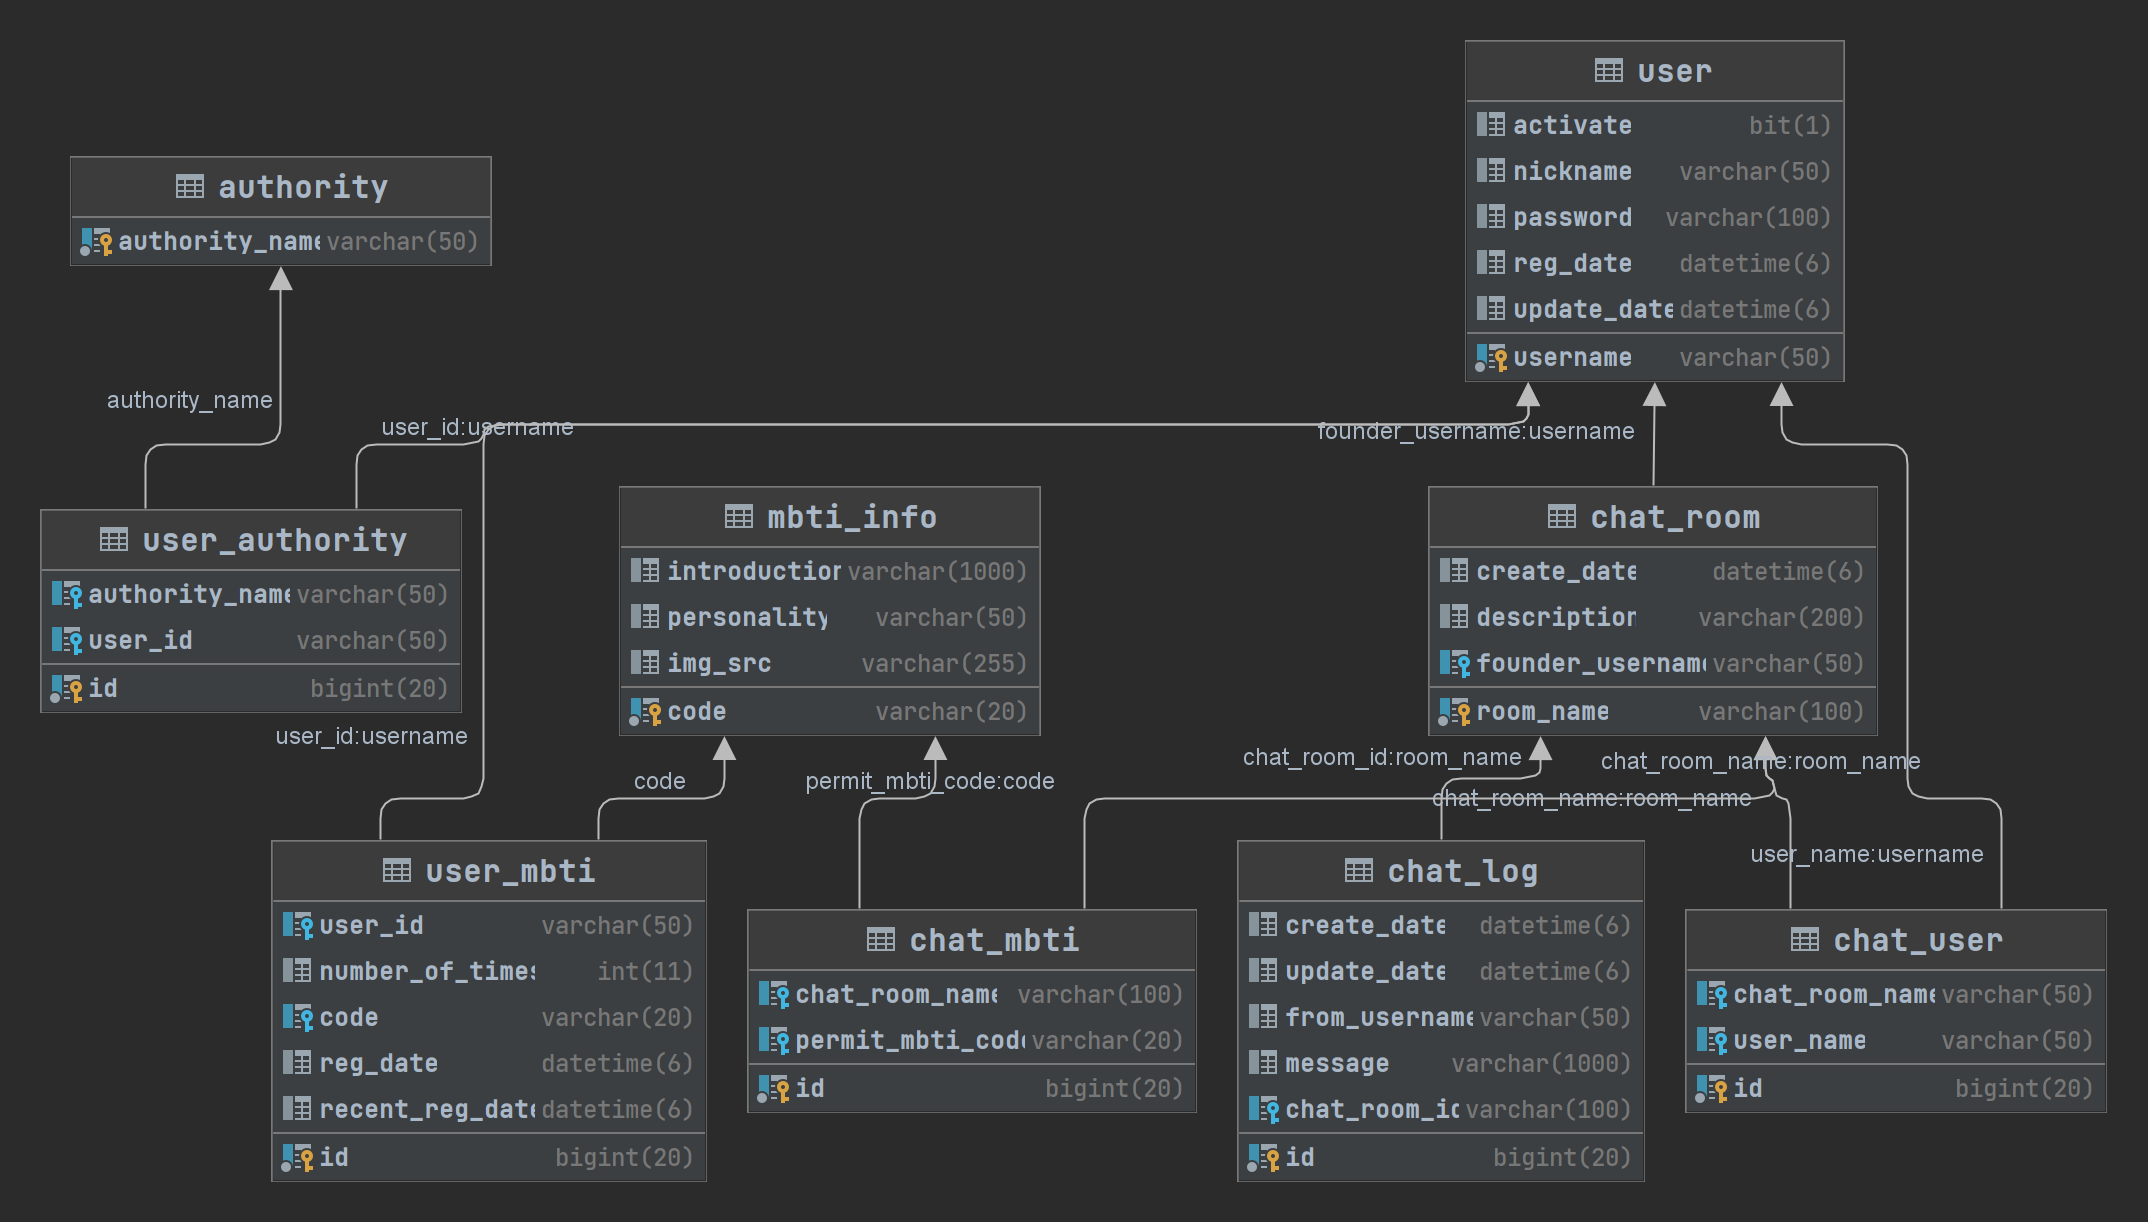 user
activate bit(1)
nickname varchar(50)
password varchar(100)
reg_date datetime(6)
update_date datetime(6)
username varchar(50)
authority
authority_name varchar(50)
authority_name
user_id:username
founder_username:username
user_authority
authority_name varchar(50)
user_id varchar(50)
id bigint(20)
mbti_info
introduction varchar(1000)
personality varchar(50)
img_src varchar(255)
code varchar(20)
chat_room
create_date datetime(6)
description varchar(200)
founder_username varchar(50)
room_name varchar(100)
user_id:username
code
permit_mbti_code:code
chat_room_id:room_name
chat_room_name:room_name
chat_room_name:room_name
user_name:username
user_mbti
user_id varchar(50)
number_of_times int(11)
code varchar(20)
reg_date datetime(6)
recent_reg_date datetime(6)
id bigint(20)
chat_mbti
chat_room_name varchar(100)
permit_mbti_code varchar(20)
id bigint(20)
chat_log
create_date datetime(6)
update_date datetime(6)
from_username varchar(50)
message varchar(1000)
chat_room_id varchar(100)
id bigint(20)
chat_user
chat_room_name varchar(50)
user_name varchar(50)
id bigint(20)